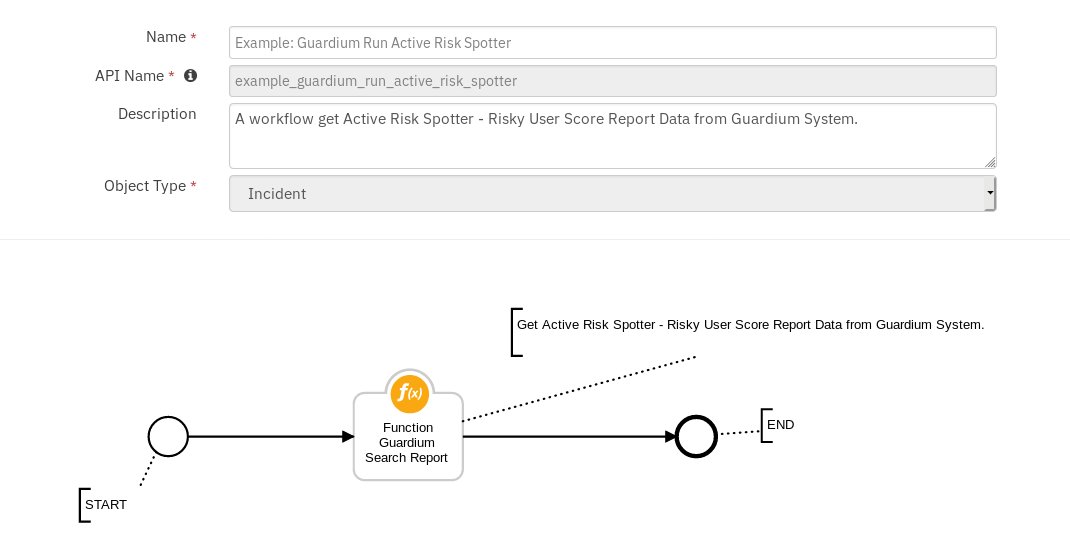 Name *
Example: Guardium Run Active Risk Spotter
API Name *
example_guardium_run_active_risk_spotter
Description
A workflow get Active Risk Spotter - Risky User Score Report Data from Guardium System.
Object Type *
Incident
Get Active Risk Spotter - Risky User Score Report Data from Guardium System.
f(x)
Function
Guardium
Search Report
END
START